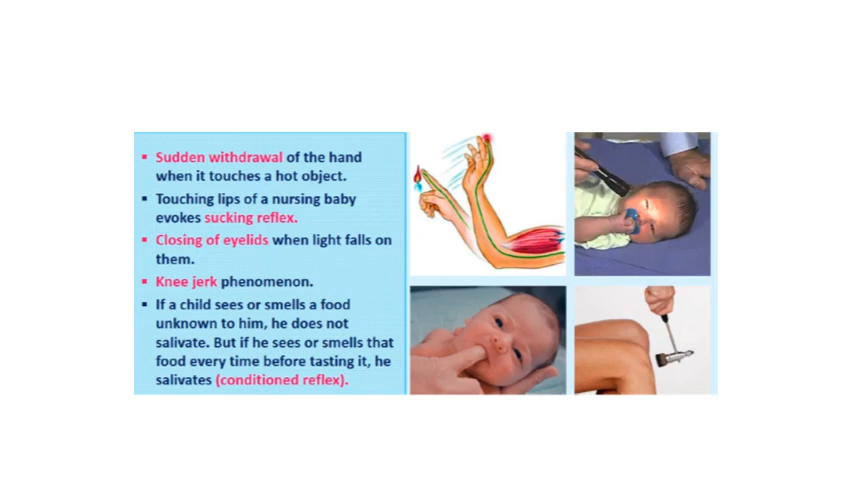 ▪ Sudden withdrawal of the hand
when it touches a hot object.
▪ Touching lips of a nursing baby
evokes sucking reflex.
▪ Closing of eyelids when light falls on
them.
▪ Knee jerk phenomenon.
▪ If a child sees or smells a food
unknown to him, he does not
salivate. But if he sees or smells that
food every time before tasting it, he
salivates (conditioned reflex).